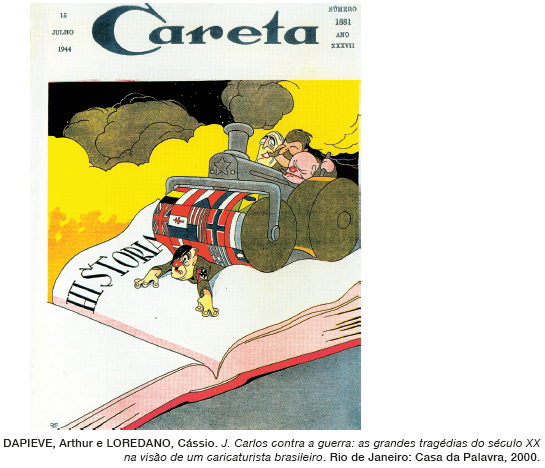 15
JULHO
1944
Careta
NÚMERO
1881
ANO
XXXVII
HISTORIA
DAPIEVE, Arthur e LOREDANO, Cássio. J. Carlos contra a guerra: as grandes tragédias do século XX
na visão de um caricaturista brasileiro. Rio de Janeiro: Casa da Palavra, 2000.